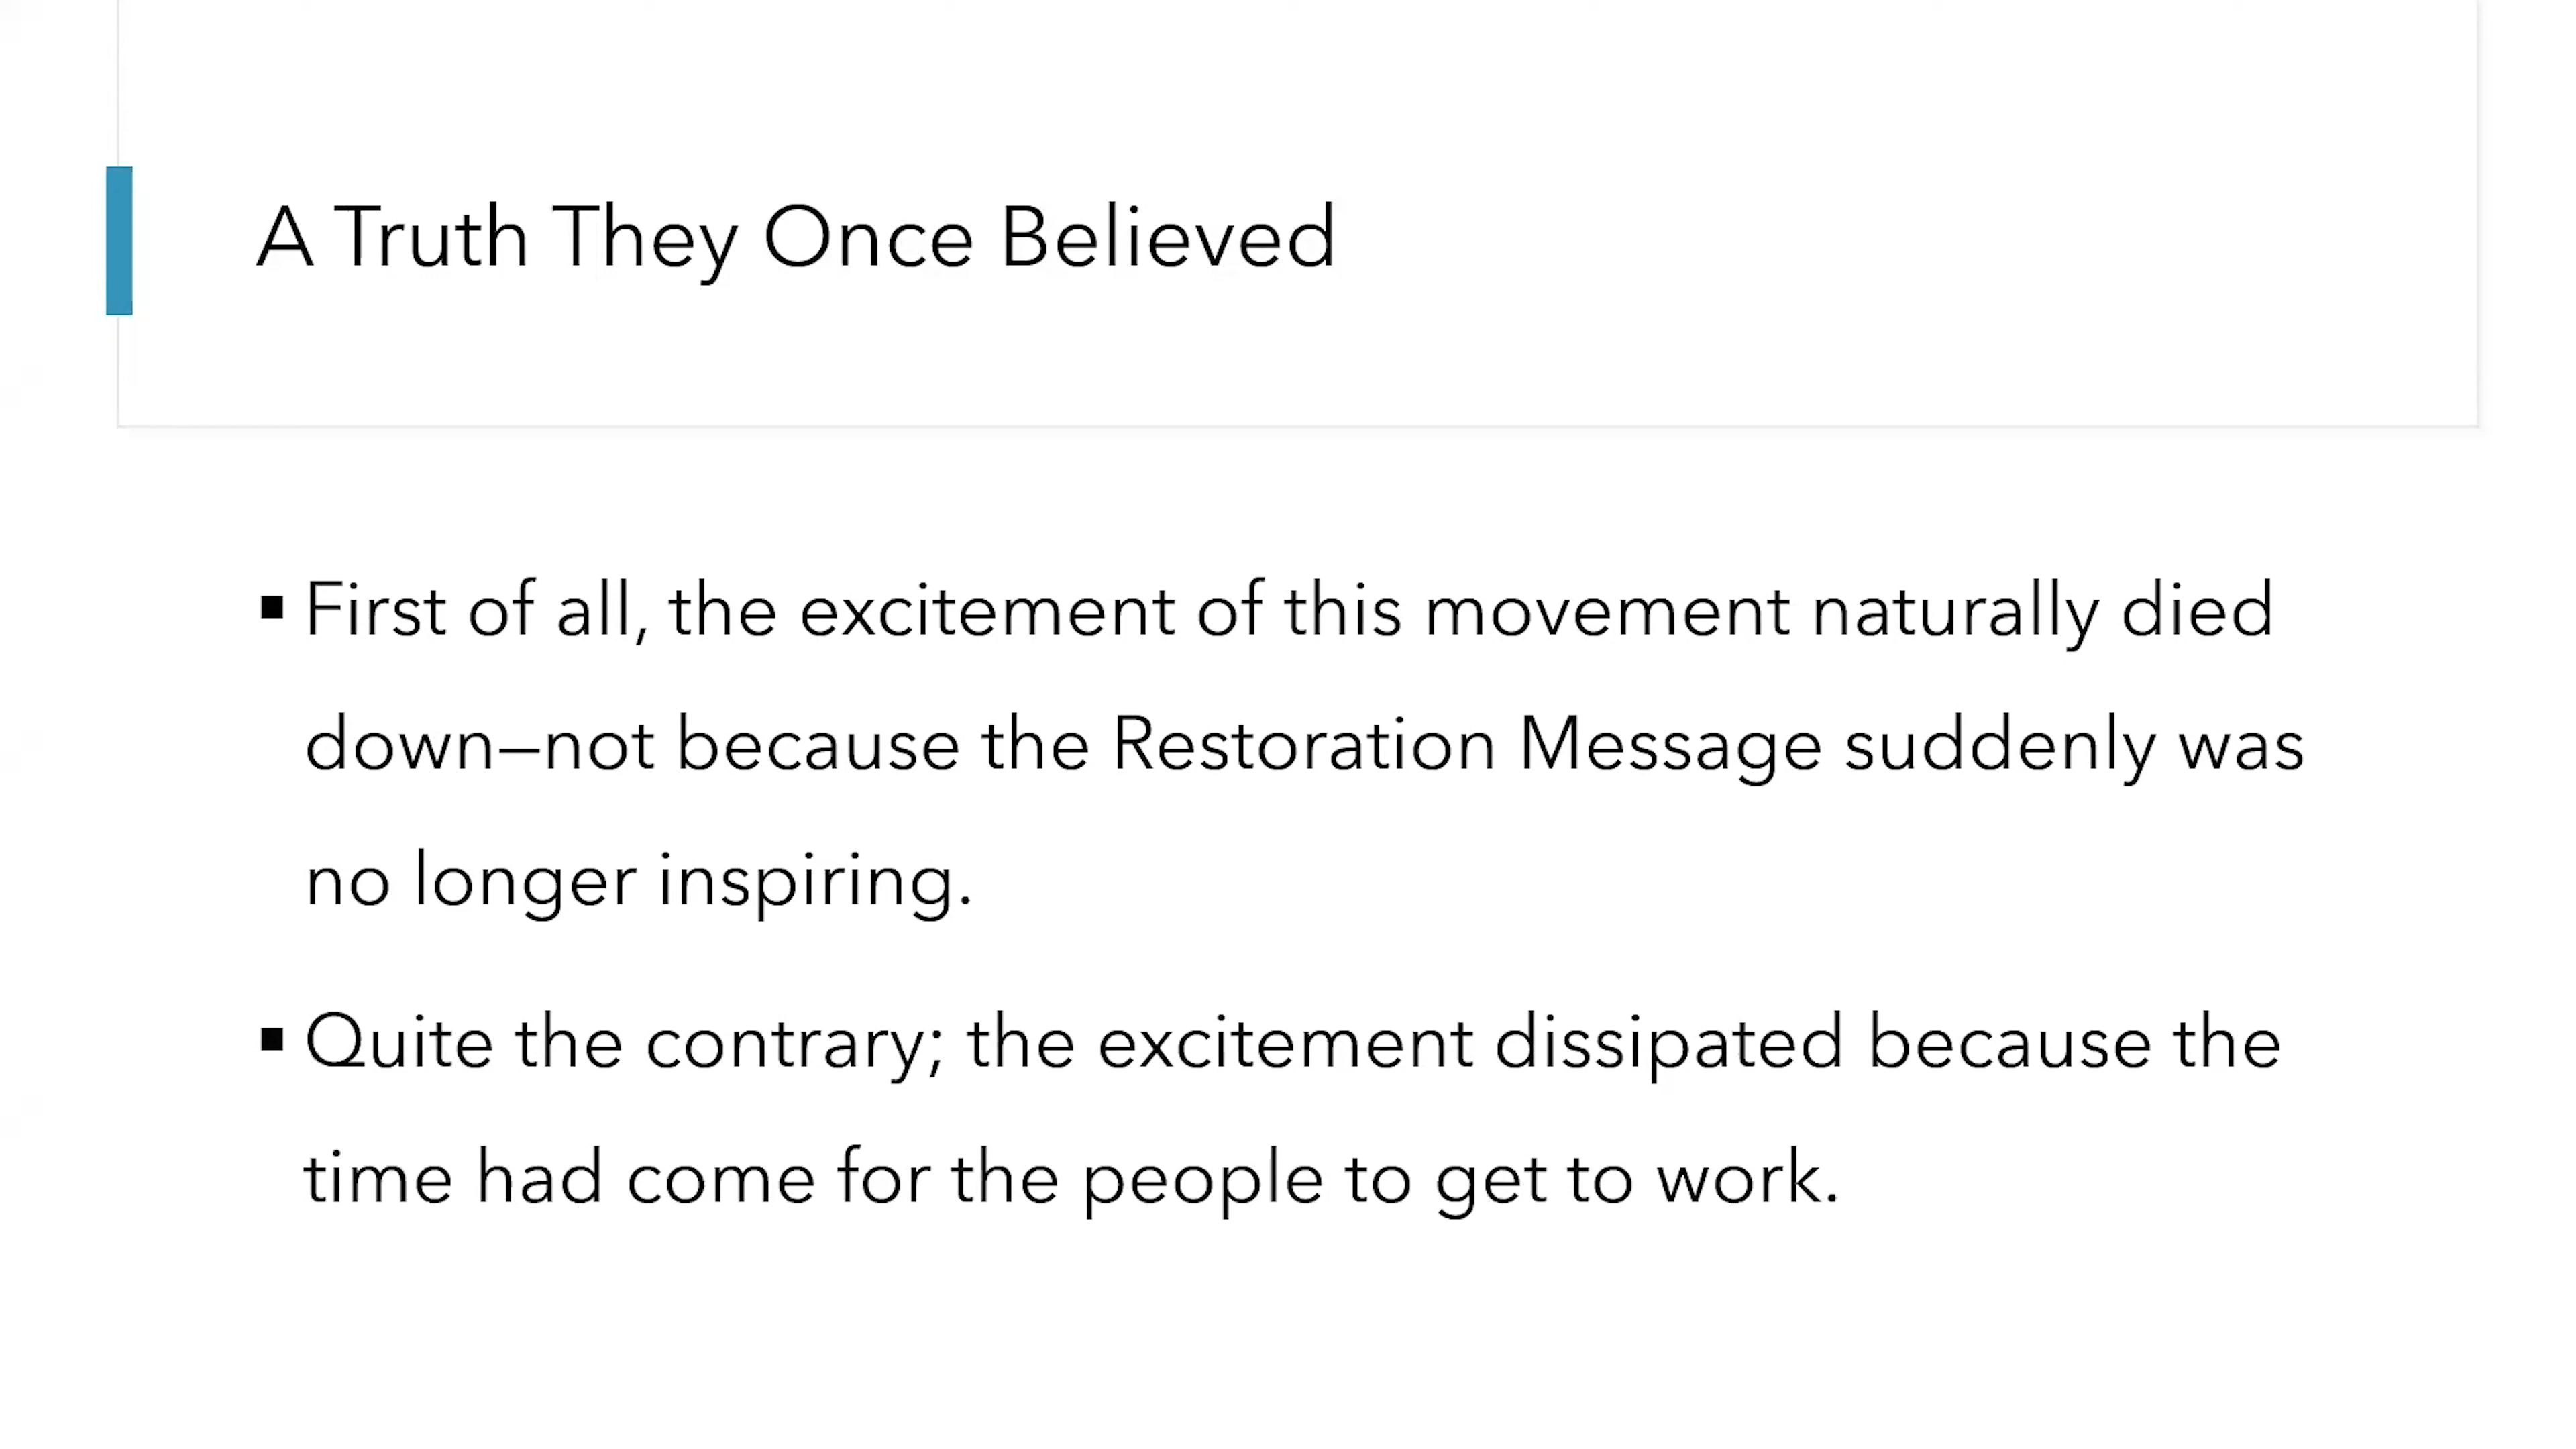 A Truth They Once Believed
▪ First of all, the excitement of this movement naturally died
down—not because the Restoration Message suddenly was
no longer inspiring.
▪ Quite the contrary; the excitement dissipated because the
time had come for the people to get to work.